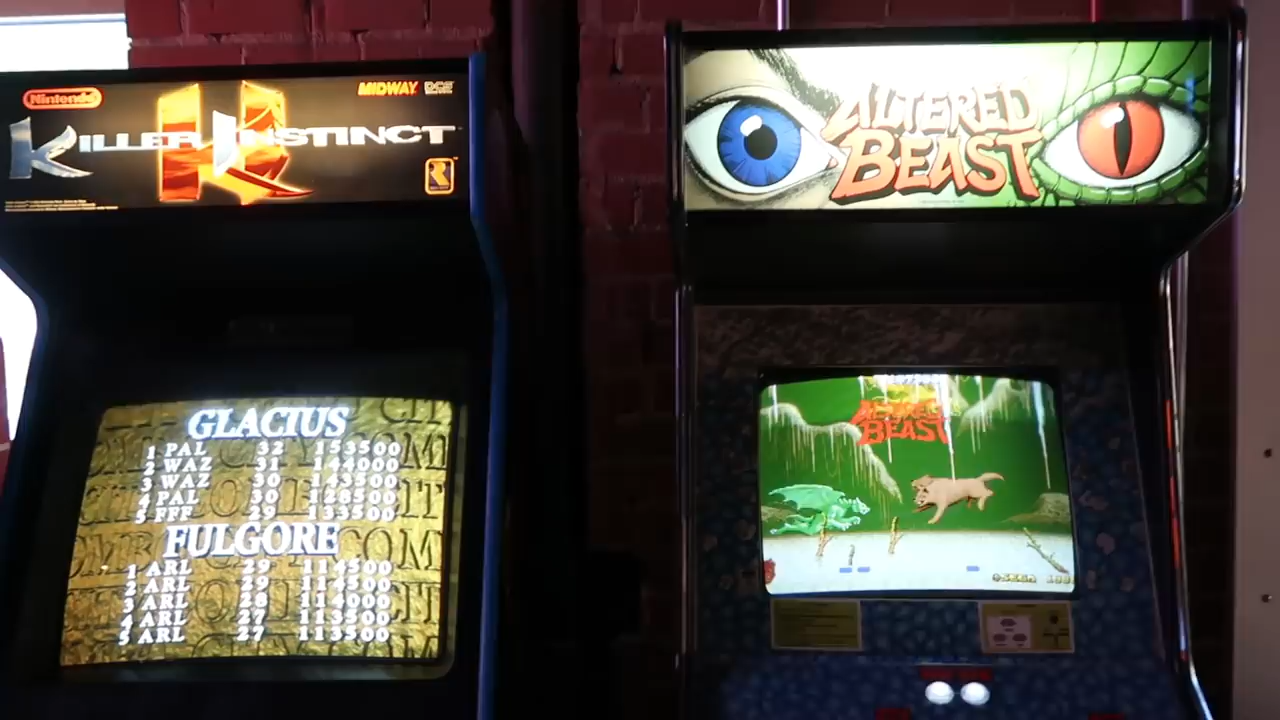 Nintendo
MIDWAY DCS
KILLER INSTINCT
GLACIUS
1 PAL 32 153500
2 WAZ 31 144000
3 WAZ 30 143500
4 PAL 30 128500
5 FFF 29 133500
FULGORE
1 ARL 29 114500
2 ARL 29 114500
3 ARL 28 114000
4 ARL 27 113500
5 ARL 27 113500
ALTERED
BEAST
ALTERED
BEAST
©SEGA